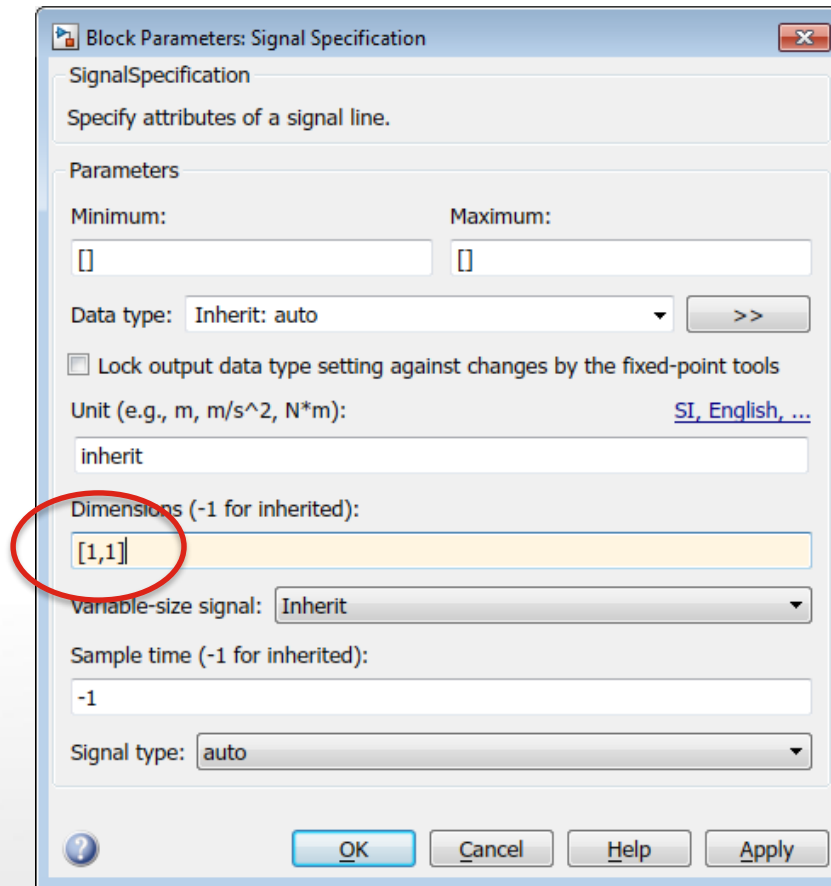 Block Parameters: Signal Specification
SignalSpecification
Specify attributes of a signal line.
Parameters
Minimum: Maximum:
[] []
Data type: Inherit: auto >>
Lock output data type setting against changes by the fixed-point tools
Unit (e.g., m, m/s^2, N*m): SI, English, ...
inherit
Dimensions (-1 for inherited):
[1,1]
Variable-size signal: Inherit
Sample time (-1 for inherited):
-1
Signal type: auto
? OK Cancel Help Apply